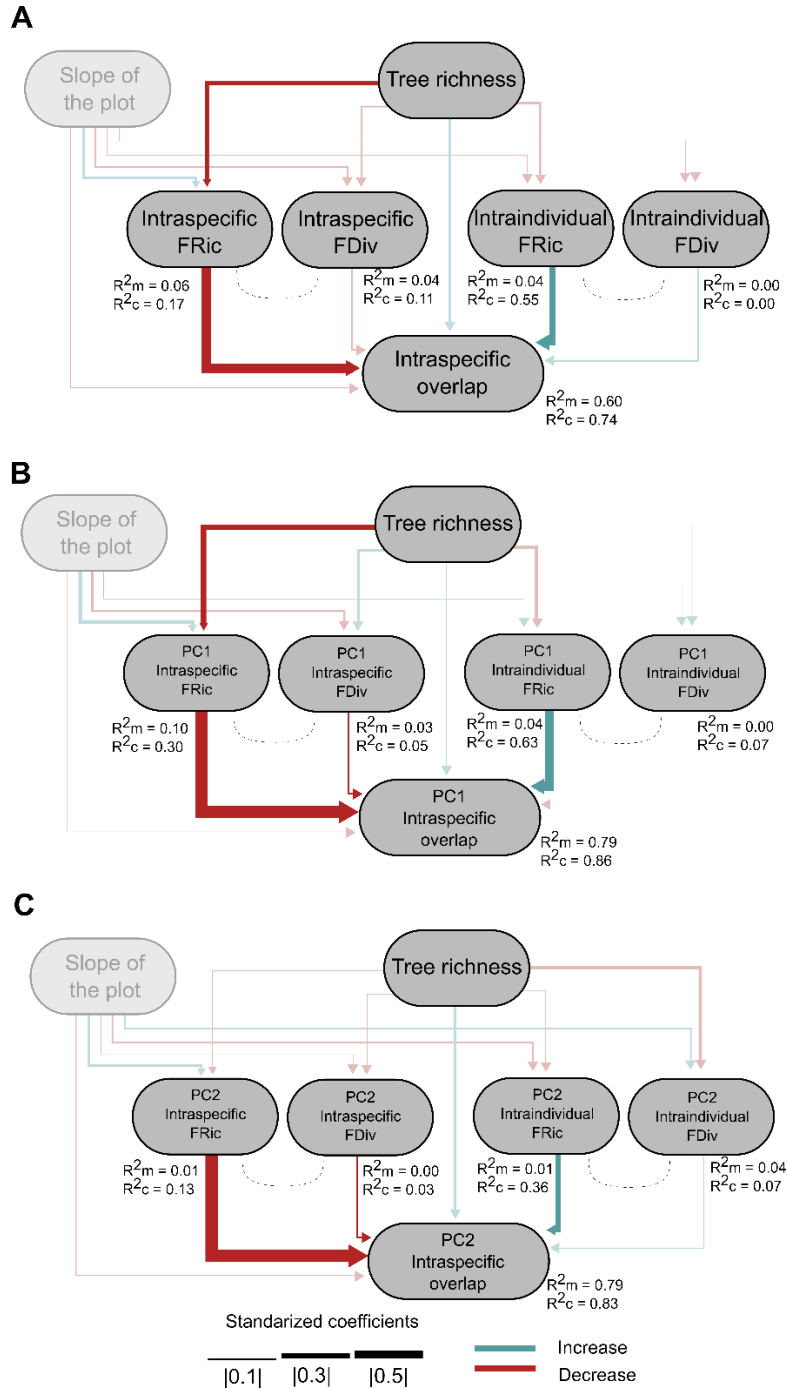 A
Slope of
the plot
Tree richness
Intraspecific
FRic
Intraspecific
FDiv
Intraindividual
FRic
Intraindividual
FDiv
R²m = 0.06
R²c = 0.17
R²m = 0.04
R²c = 0.11
R²m = 0.04
R²c = 0.55
R²m = 0.00
R²c = 0.00
Intraspecific
overlap
R²m = 0.60
R²c = 0.74
B
Slope of
the plot
Tree richness
PC1
Intraspecific
FRic
PC1
Intraspecific
FDiv
PC1
Intraindividual
FRic
PC1
Intraindividual
FDiv
R²m = 0.10
R²c = 0.30
R²m = 0.03
R²c = 0.05
R²m = 0.04
R²c = 0.63
R²m = 0.00
R²c = 0.07
PC1
Intraspecific
overlap
R²m = 0.79
R²c = 0.86
C
Slope of
the plot
Tree richness
PC2
Intraspecific
FRic
PC2
Intraspecific
FDiv
PC2
Intraindividual
FRic
PC2
Intraindividual
FDiv
R²m = 0.01
R²c = 0.13
R²m = 0.00
R²c = 0.03
R²m = 0.01
R²c = 0.36
R²m = 0.04
R²c = 0.07
PC2
Intraspecific
overlap
R²m = 0.79
R²c = 0.83
Standarized coefficients
|0.1| |0.3| |0.5|
Increase
Decrease